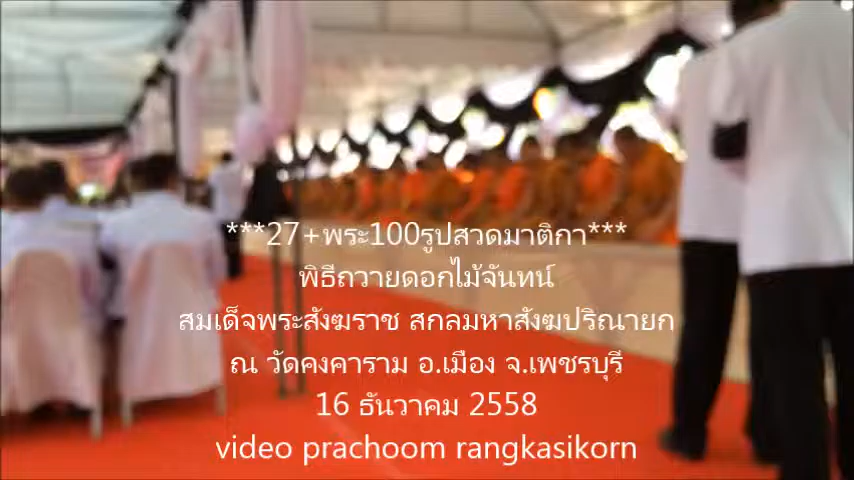 ***27+พระ100รูปสวดมาติกา***
พิธีถวายดอกไม้จันทน์
สมเด็จพระสังฆราช สกลมหาสังฆปริณายก
ณ วัดคงคาราม อ.เมือง จ.เพชรบุรี
16 ธันวาคม 2558
video prachoom rangkasikorn